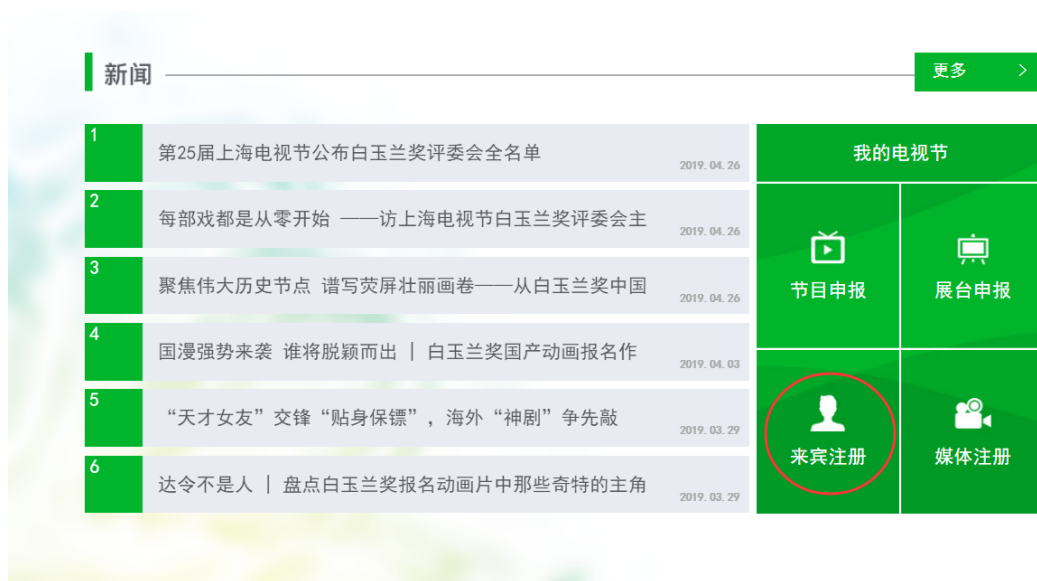 新闻
更多 >
1
第25届上海电视节公布白玉兰奖评委会全名单
2019.04.26
2
每部戏都是从零开始 ——访上海电视节白玉兰奖评委会主
2019.04.26
3
聚焦伟大历史节点 谱写荧屏壮丽画卷——从白玉兰奖中国
2019.04.26
4
国漫强势来袭 谁将脱颖而出 | 白玉兰奖国产动画报名作
2019.04.03
5
“天才女友”交锋“贴身保镖”，海外“神剧”争先敲
2019.03.29
6
达令不是人 | 盘点白玉兰奖报名动画片中那些奇特的主角
2019.03.29
我的电视节
节目申报
展台申报
来宾注册
媒体注册